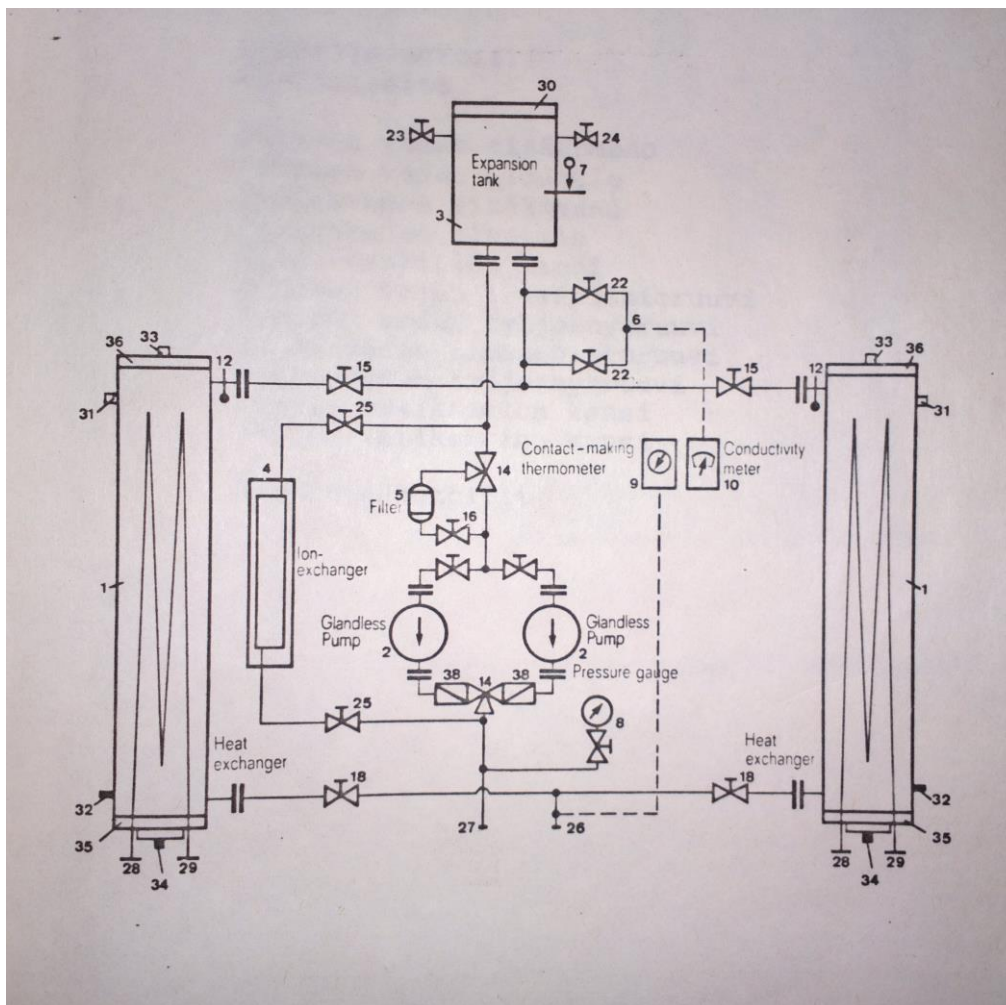 30
23
24
Expansion
tank
7
3
22
6
22
33
36
12
15
15
12
33
36
31
25
31
4
14
Contact-making
thermometer
9
Conductivity
meter
10
5
Filter
16
Ion-
exchanger
1
1
Glandless
Pump
2
Glandless
Pump
2
38
14
38
Pressure gauge
25
8
Heat
exchanger
18
Heat
exchanger
18
32
32
35
27
26
35
28
29
28
29
34
34